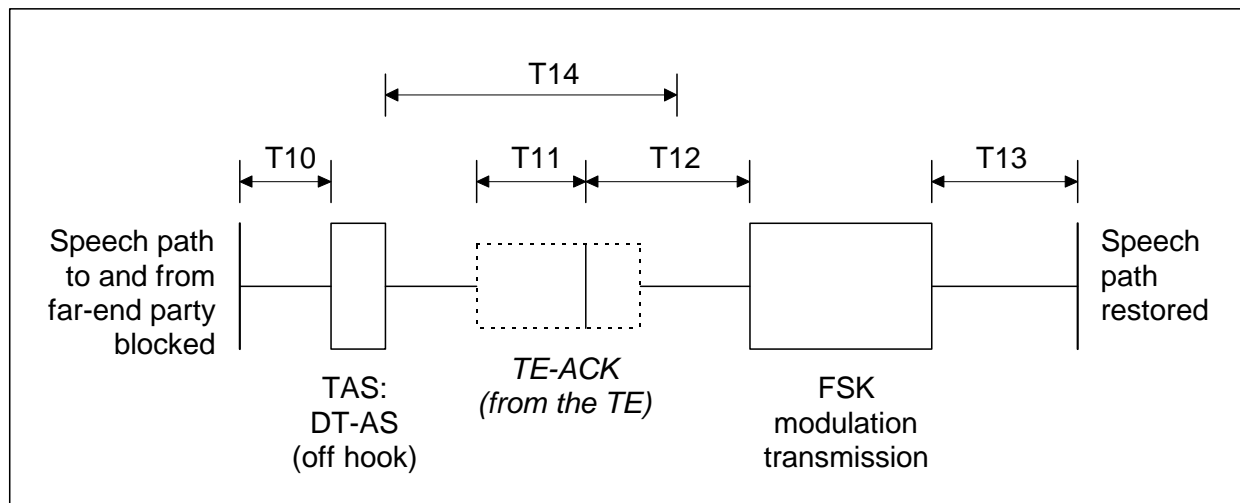 T14
T10
T11
T12
T13
Speech path
to and from
far-end party
blocked
TAS:
DT-AS
(off hook)
TE-ACK
(from the TE)
FSK
modulation
transmission
Speech
path
restored